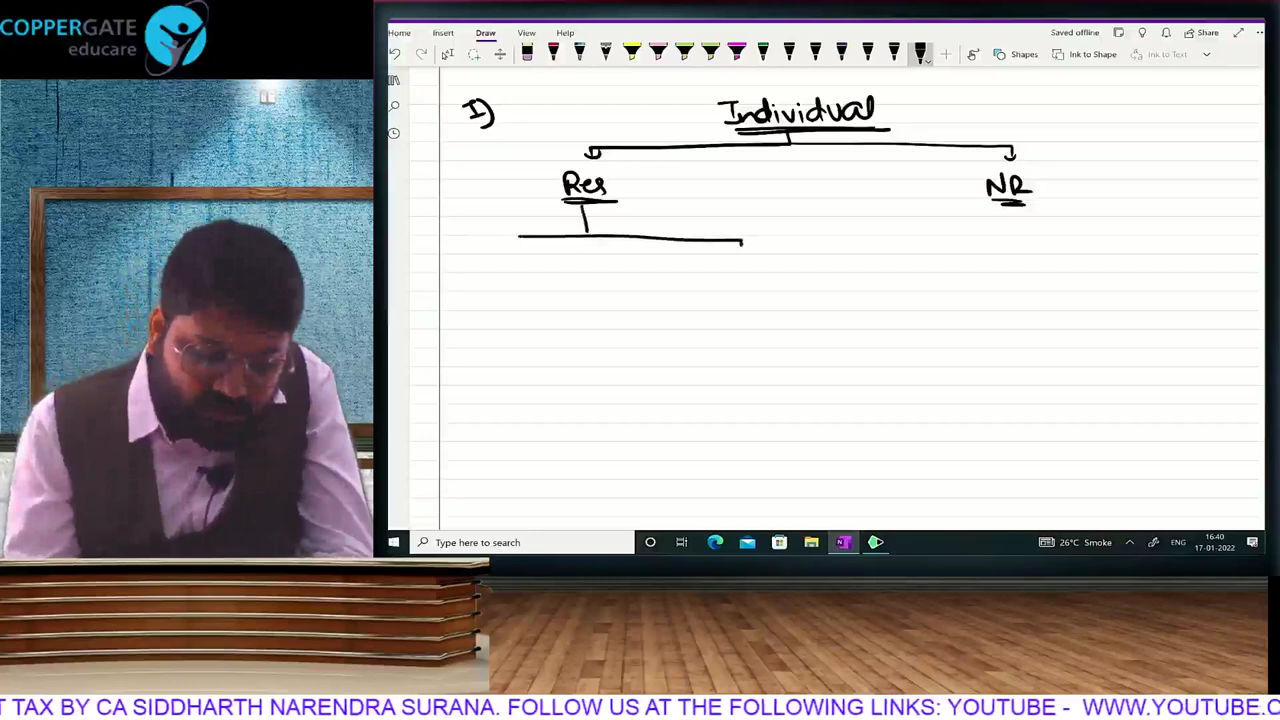 COPPERGATE
educare
Home Insert Draw View Help
Saved offline
Share
Shapes
Ink to Shape
Ink to Text
I) Individual
Res NR
Type here to search
26°C Smoke
ENG
16:40
17-01-2022
T TAX BY CA SIDDHARTH NARENDRA SURANA. FOLLOW US AT THE FOLLOWING LINKS: YOUTUBE - WWW.YOUTUBE.C